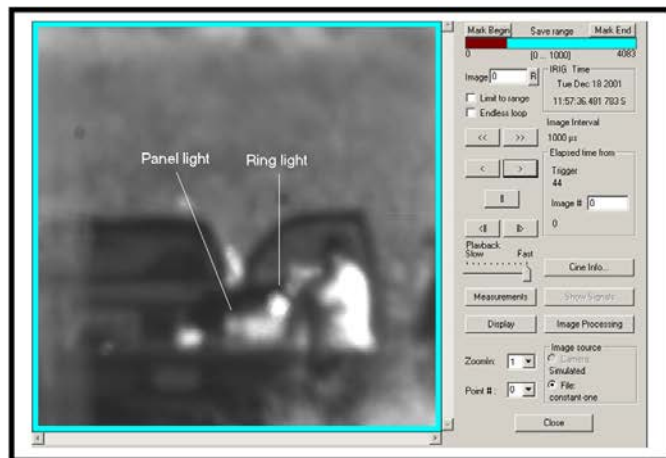 Panel light
Ring light
Mark Begin Save range Mark End
0 [0 ... 1000] 4083
Image 0 R
Limit to range
Endless loop
IRIG Time
Tue Dec 18 2001
11:57:36.481 783 S
Image Interval
1000 µs
<< >>
< >
Elapsed time from
Trigger
44
Image # 0
0
Playback
Slow Fast
Cine Info...
Measurements Show Signals
Display Image Processing
ZoomIn: 1
Point # : 0
Image source
Camera
Simulated
File:
constant-one
Close